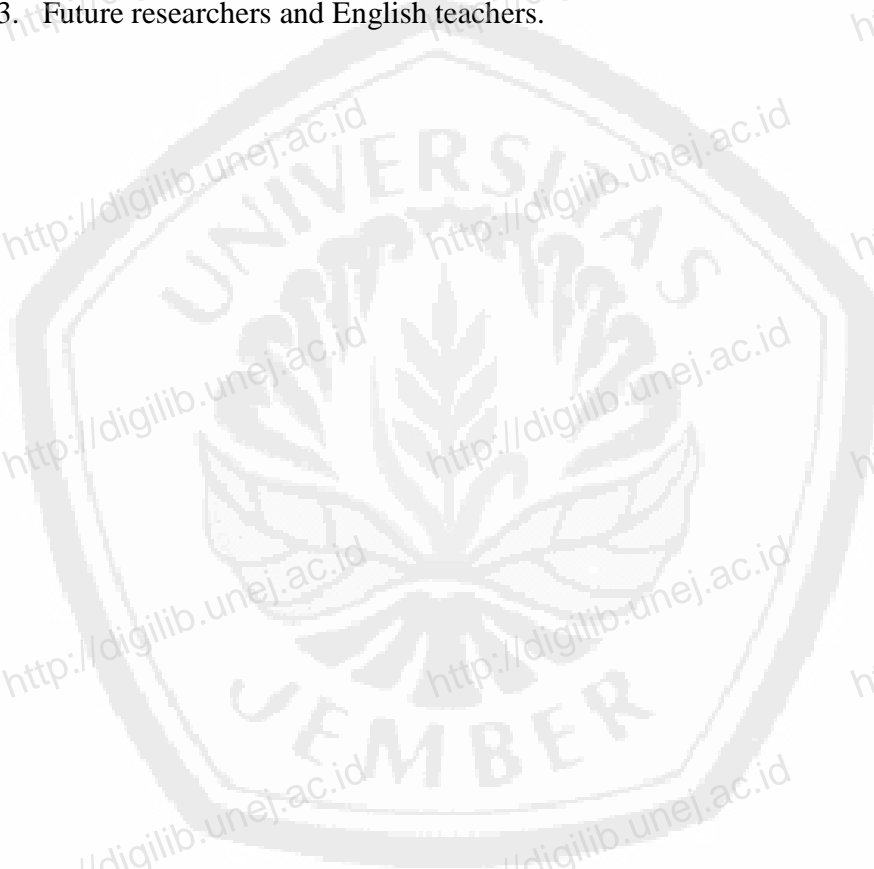 3. Future researchers and English teachers.
http://digilib.unej.ac.id
http://digilib.unej.ac.id
UNIVERSITAS
http://digilib.unej.ac.id
http://digilib.unej.ac.id
http://digilib.unej.ac.id
http://digilib.unej.ac.id
JEMBER
//digilib.unej.ac.id
//digilib.unej.ac.id